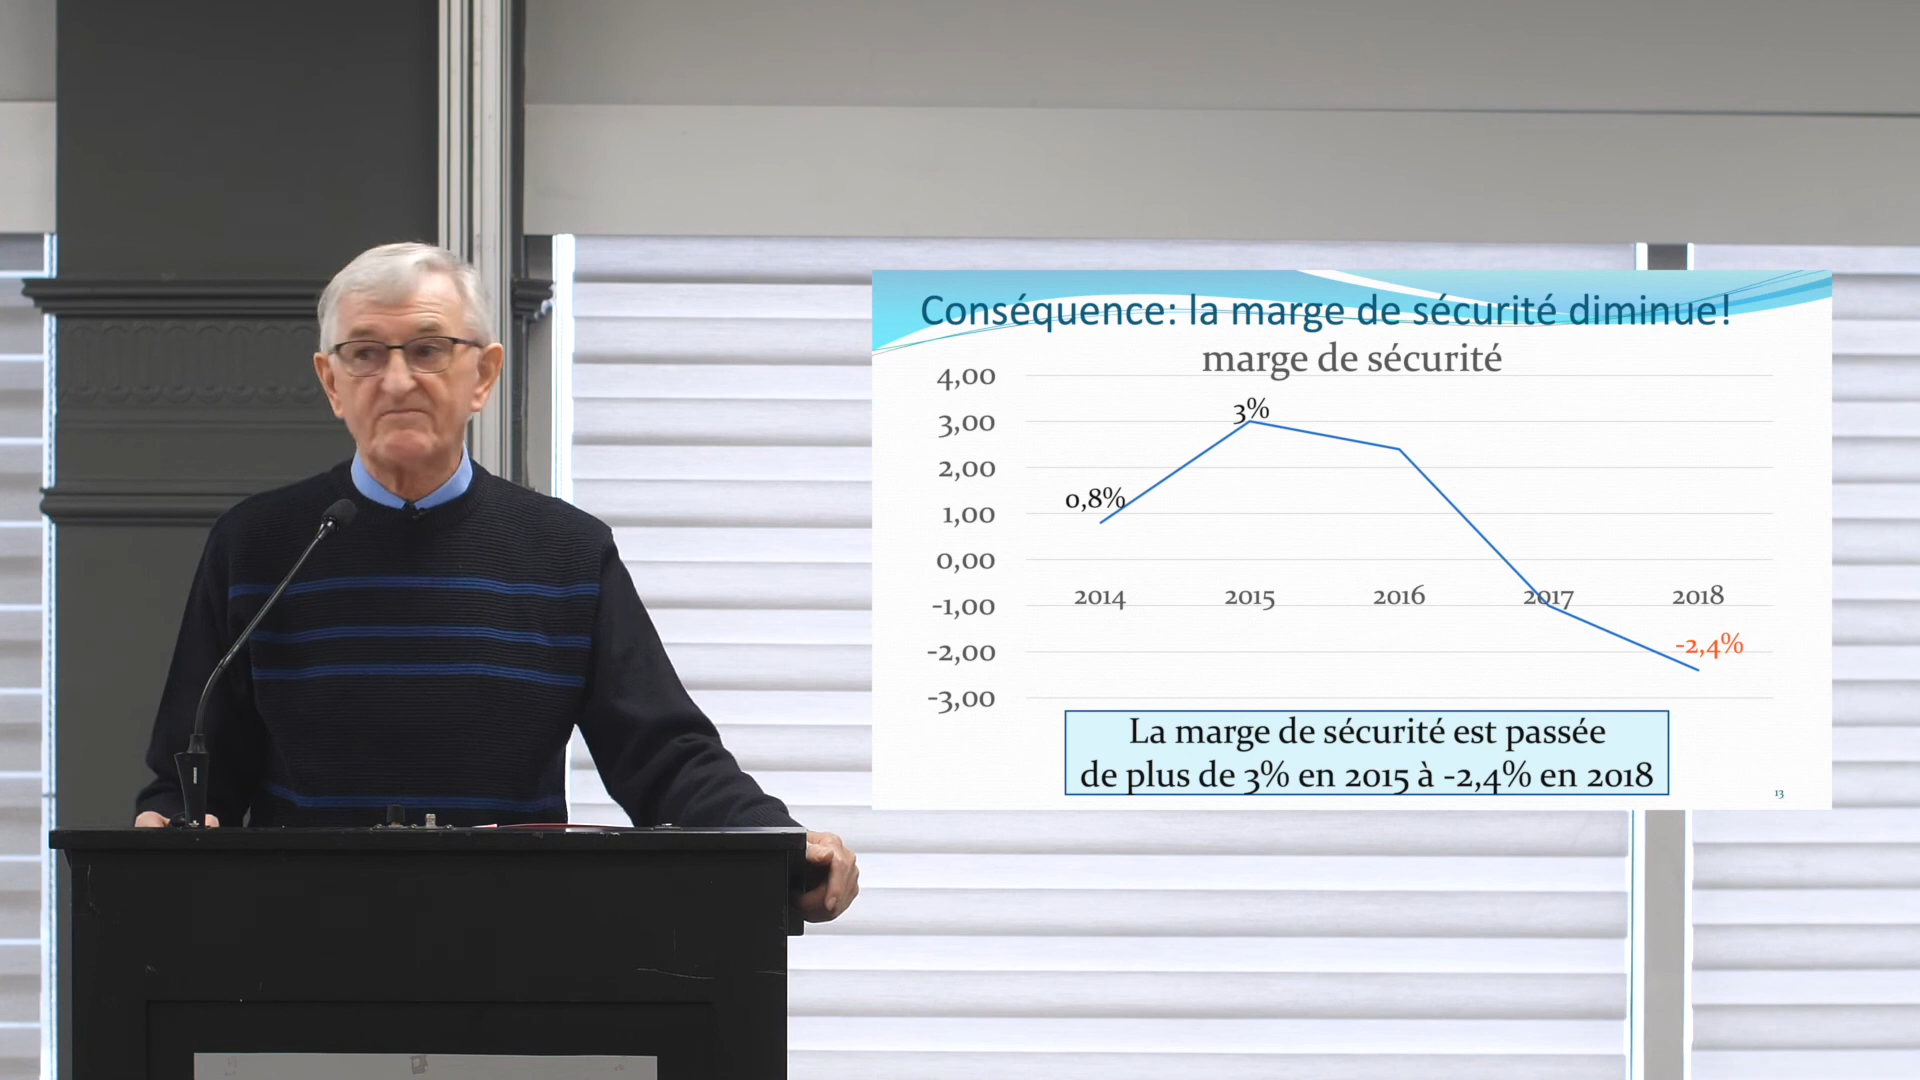 Conséquence: la marge de sécurité diminue!
marge de sécurité
4,00
3,00
2,00
1,00
0,00
-1,00
-2,00
-3,00
0,8%
3%
-2,4%
2014 2015 2016 2017 2018
La marge de sécurité est passée
de plus de 3% en 2015 à -2,4% en 2018
13